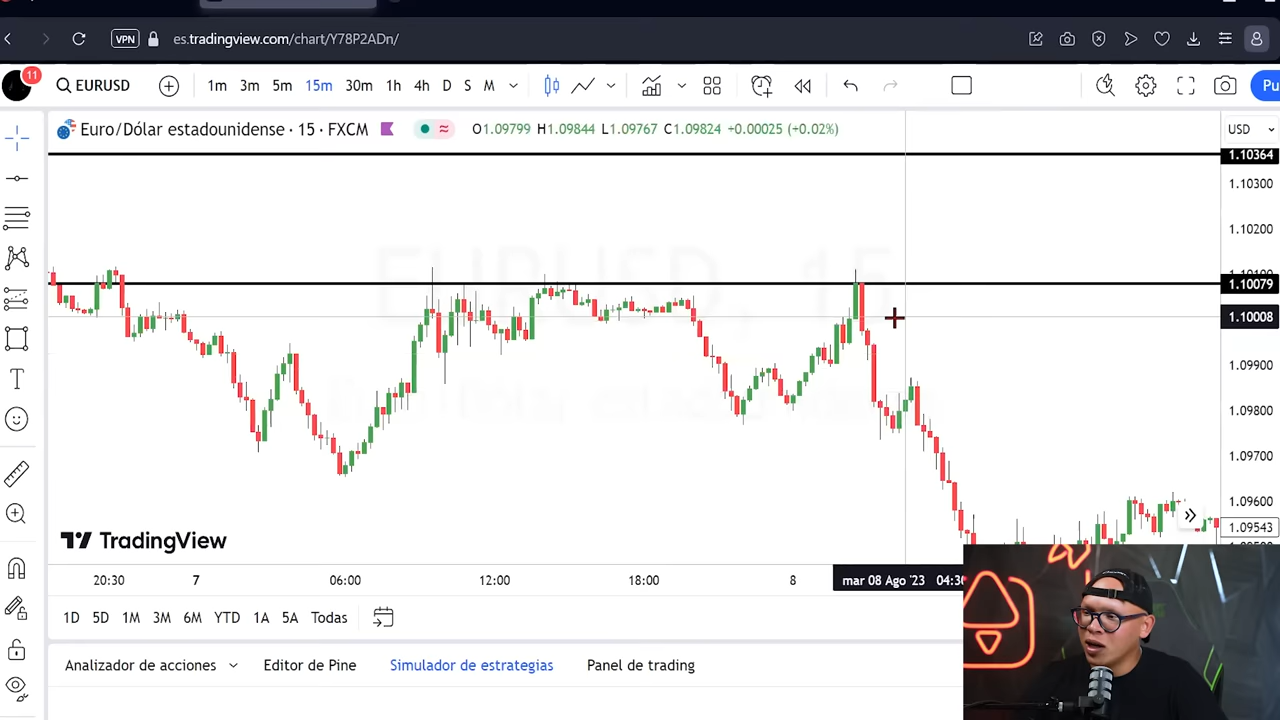 VPN
es.tradingview.com/chart/Y78P2ADn/
11
EURUSD
1m 3m 5m 15m 30m 1h 4h D S M
Pu
Euro/Dólar estadounidense · 15 · FXCM
O1.09799 H1.09844 L1.09767 C1.09824 +0.00025 (+0.02%)
USD
1.10364
1.10300
1.10200
EURUSD, 15
1.10079
1.10008
1.09900
1.09800
1.09700
1.09600
1.09543
TradingView
20:30 7 06:00 12:00 18:00 8 mar 08 Ago '23 04:30
1D 5D 1M 3M 6M YTD 1A 5A Todas
Analizador de acciones Editor de Pine Simulador de estrategias Panel de trading